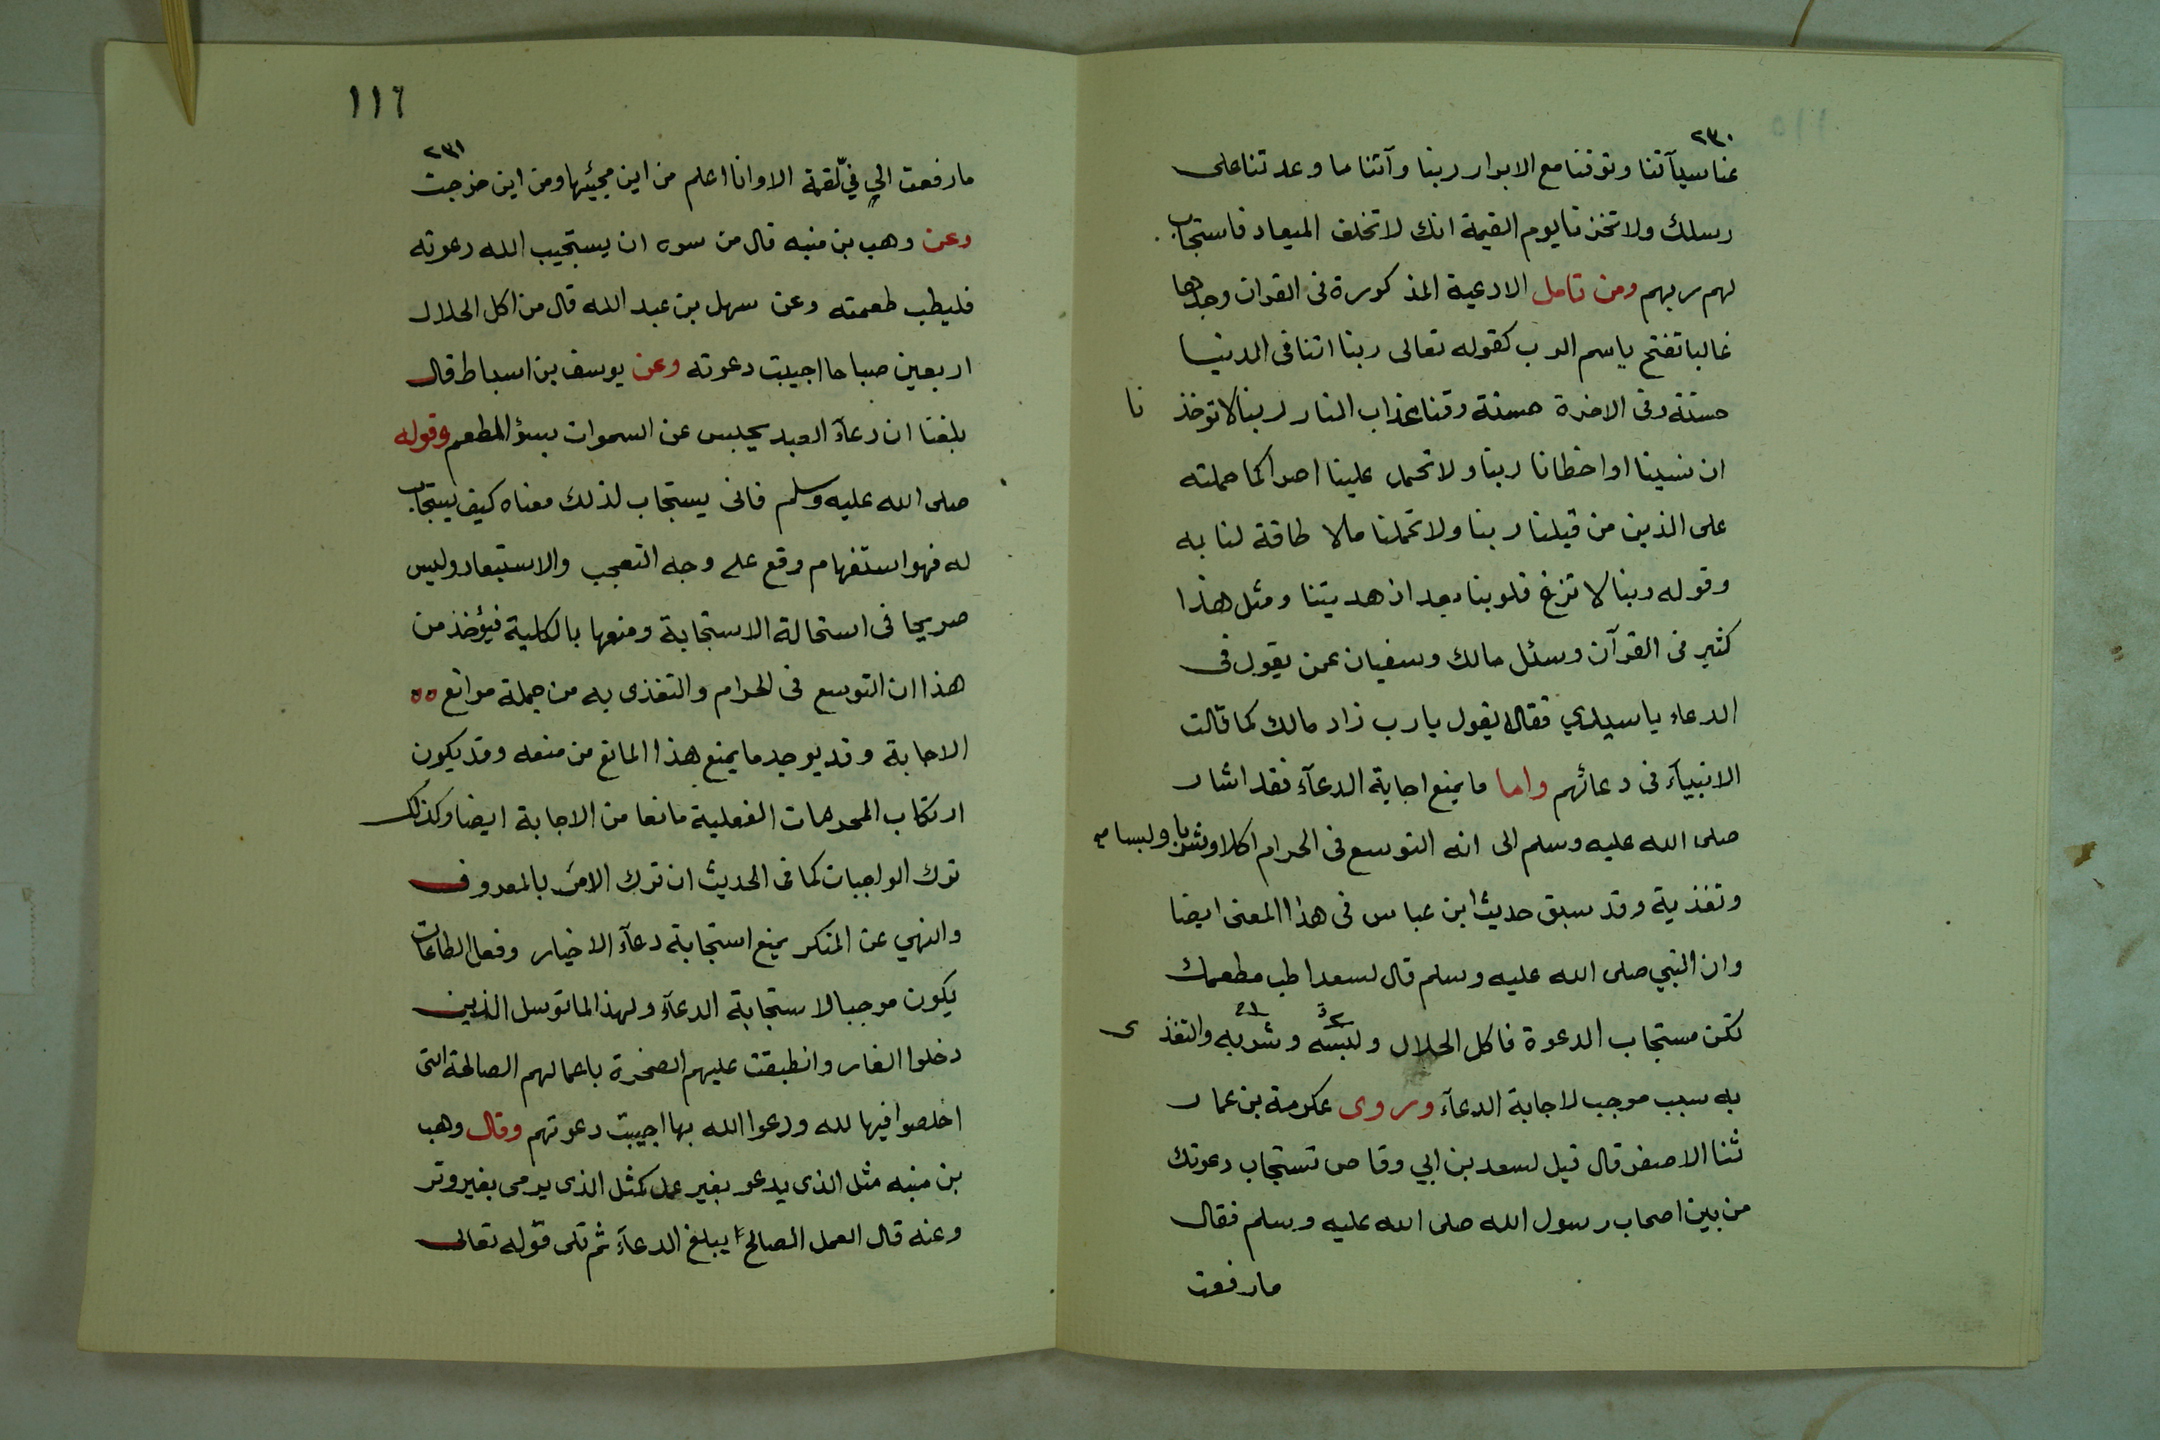 ٢٣٠
عنا سيآتنا وتوفنا مع الابرار ربنا وآتنا ما وعدتنا على
رسلك ولا تخزنا يوم القيمة انك لا تخلف الميعاد فاستجاب
لهم ربهم ومن تامل الادعية المذكورة فى القران وجدها
غالبا تفتح باسم الرب كقوله تعالى ربنا اتنا فى الدنيا
حسنة وفى الاخرة حسنة وقنا عذاب النار ربنا لا توخذ نا
ان نسينا او اخطانا ربنا ولا تحمل علينا اصرا كما حملته
على الذين من قبلنا ربنا ولا تحملنا مالا طاقة لنا به
وقوله ربنا لا تزغ قلوبنا بعد اذ هديتنا ومثل هذا
كثير فى القرآن وسئل مالك وسفيان عمن يقول فى
الدعاء يا سيدي فقالا يقول يا رب زاد مالك كما قالت
الانبيآء فى دعائهم واما ما يمنع اجابة الدعآء فقد اشار
صلى الله عليه وسلم الى انه التوسع فى الحرام اكلا وشربا ولبسا
وتغذية وقد سبق حديث ابن عباس فى هذا المعنى ايضا
وان النبي صلى الله عليه وسلم قال لسعد اطب مطعمك
تكن مستجاب الدعوة فاكل الحلال ولبسه وشربه والتغذى
به سبب موجب لاجابة الدعآء وروى عكرمة بن عمار
ثنا الاصفر قال قيل لسعد بن ابي وقاص تستجاب دعوتك
من بين اصحاب رسول الله صلى الله عليه وسلم فقال
ما رفعت
١١٦
٢٣١
ما رفعت الي في لقمة الا وانا اعلم من اين مجيئها ومن اين خرجت
وعن وهب بن منبه قال من سره ان يستجيب الله دعوته
فليطب طعمته وعن سهل بن عبد الله قال من اكل الحلال
اربعين صباحا اجيبت دعوته وعن يوسف بن اسباط قال
بلغنا ان دعآء العبد يحبس عن السموات بسؤ المطعم وقوله
صلى الله عليه وسلم فانى يستجاب لذلك معناه كيف يستجاب
له فهو استفهام وقع على وجه التعجب والاستبعاد وليس
صريحا فى استحالة الاستجابة ومنعها بالكلية فيؤخذ من
هذا ان التوسع فى الحرام والتغذى به من جملة موانع
الاجابة وقد يوجد ما يمنع هذا المانع من منعه وقد يكون
ارتكاب المحرمات الفعلية مانعا من الاجابة ايضا وكذلك
ترك الواجبات كما فى الحديث ان ترك الامر بالمعروف
والنهي عن المنكر يمنع استجابة دعآء الاخيار وفعل الطاعات
يكون موجبا لاستجابة الدعآء ولهذا لما توسل الذين
دخلوا الغار وانطبقت عليهم الصخرة باعمالهم الصالحة التى
اخلصوا فيها لله ودعوا الله بها اجيبت دعوتهم وقال وهب
بن منبه مثل الذى يدعو بغير عمل كمثل الذى يرمى بغير وتر
وعنه قال العمل الصالح يبلغ الدعآء ثم تلى قوله تعالى